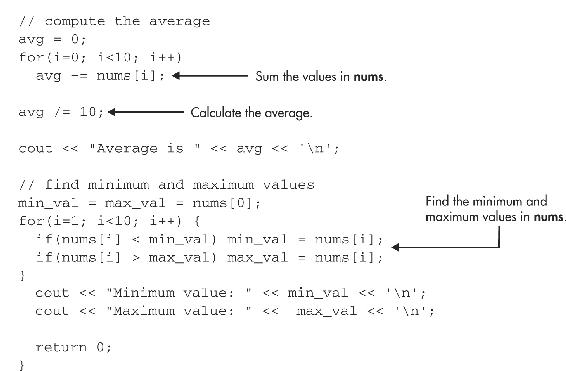 // compute the average
avg = 0;
for(i=0; i<10; i++)
avg -= nums[i]; Sum the values in nums.
avg /= 10; Calculate the average.
cout << "Average is " << avg << '\n';
// find minimum and maximum values
min_val = max_val = nums[0];
for(i=1; i<10; i++) {
if(nums[i] < min_val) min_val = nums[i];
if(nums[i] > max_val) max_val = nums[i];
}
Find the minimum and
maximum values in nums.
cout << "Minimum value: " << min_val << '\n';
cout << "Maximum value: " << max_val << '\n';
return 0;
}